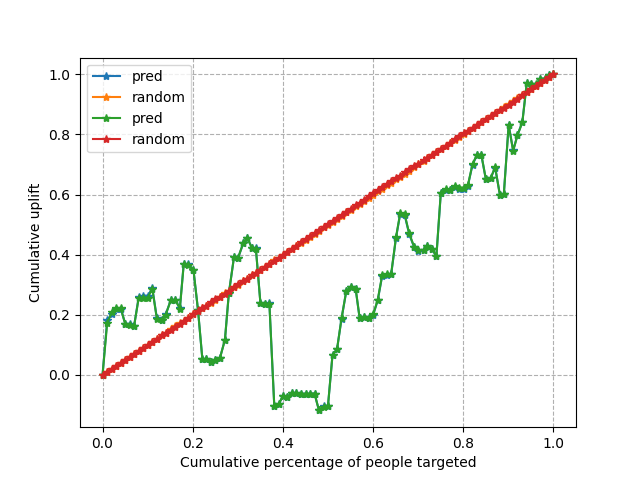 pred
random
pred
random
1.0
0.8
0.6
0.4
0.2
0.0
Cumulative uplift
0.0 0.2 0.4 0.6 0.8 1.0
Cumulative percentage of people targeted